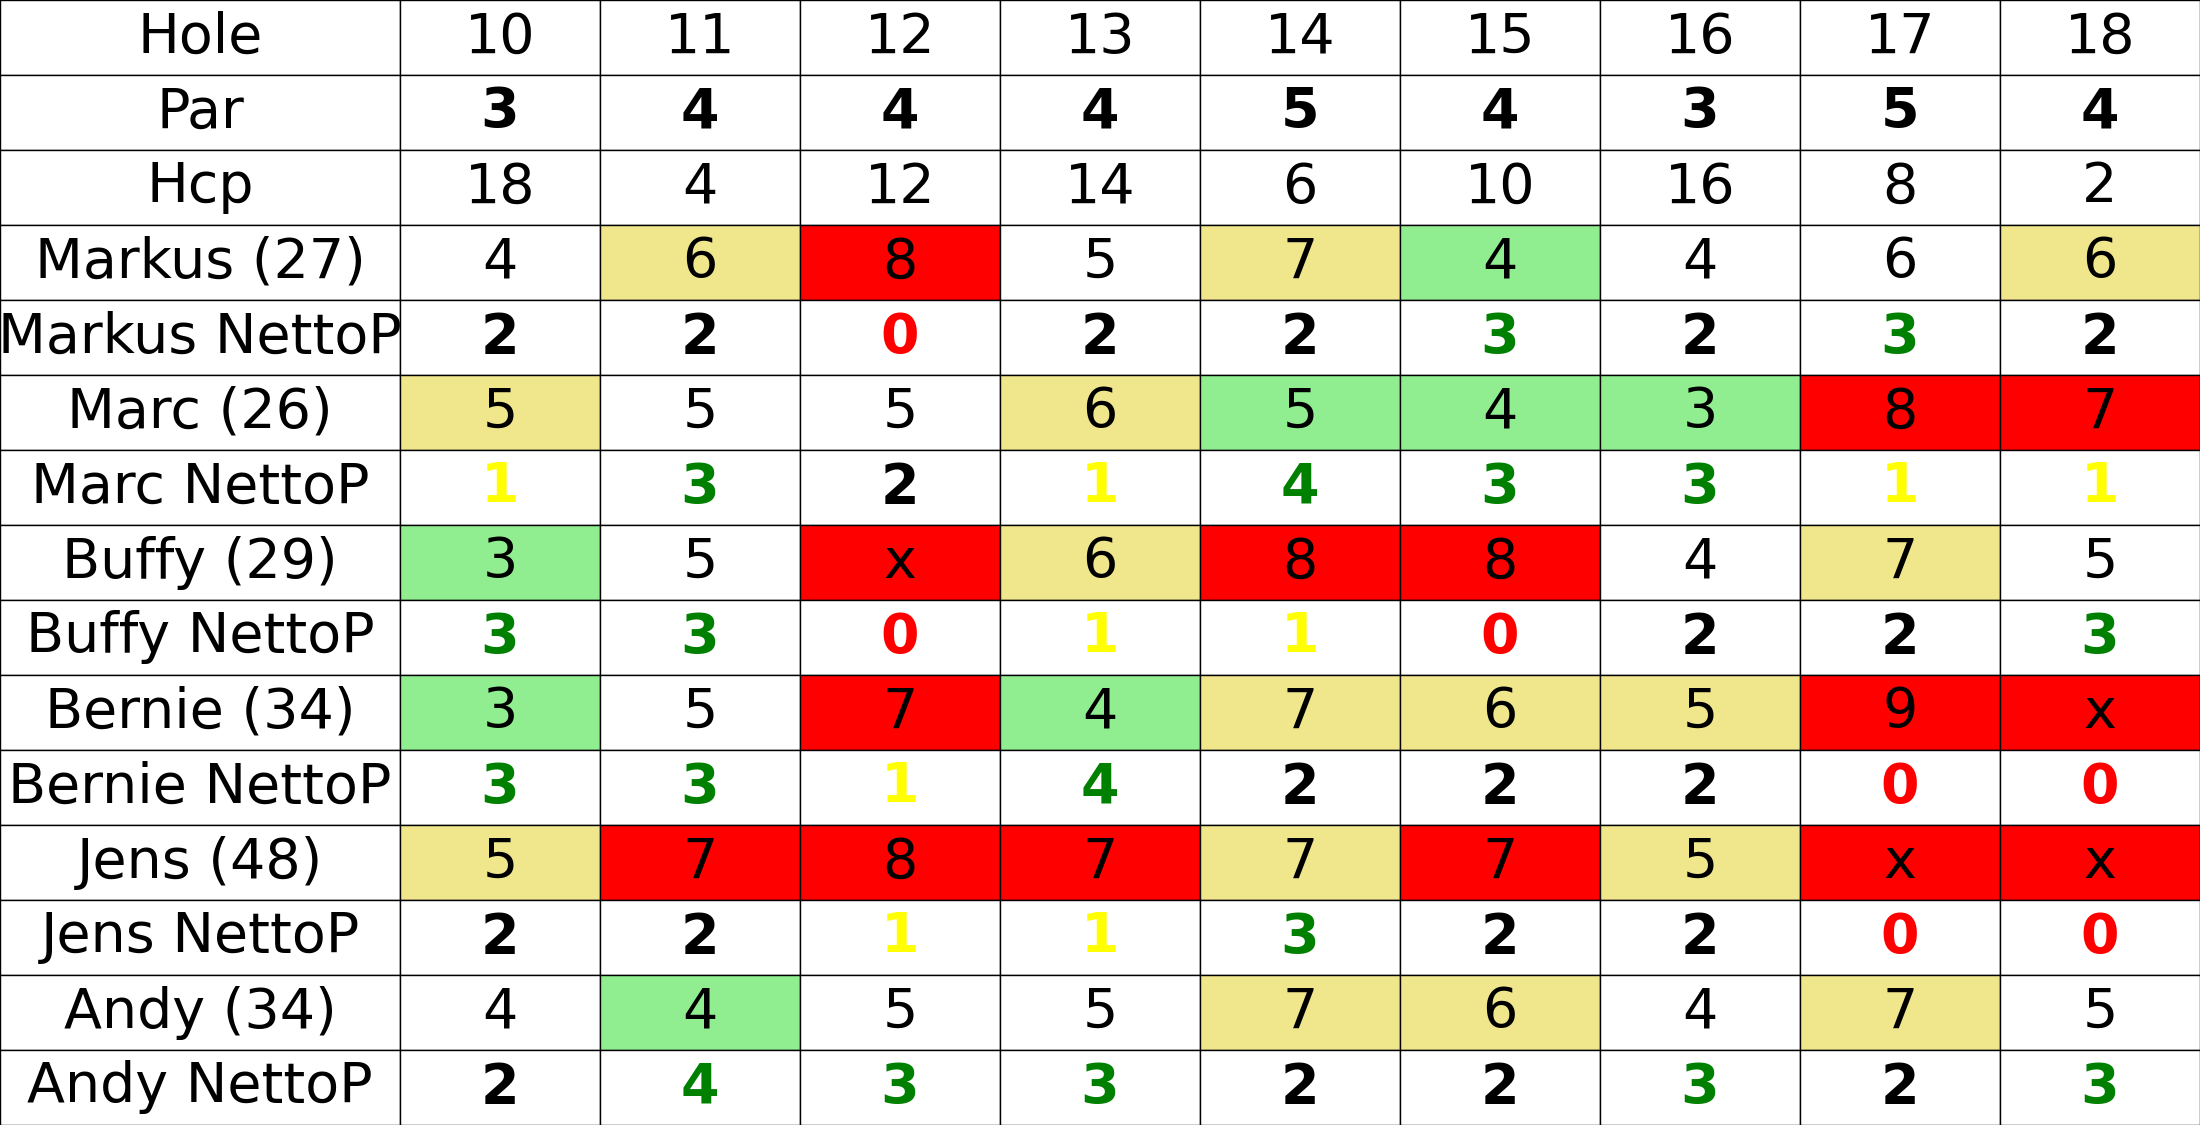 Hole 10 11 12 13 14 15 16 17 18
Par 3 4 4 4 5 4 3 5 4
Hcp 18 4 12 14 6 10 16 8 2
Markus (27) 4 6 8 5 7 4 4 6 6
Markus NettoP 2 2 0 2 2 3 2 3 2
Marc (26) 5 5 5 6 5 4 3 8 7
Marc NettoP 1 3 2 1 4 3 3 1 1
Buffy (29) 3 5 x 6 8 8 4 7 5
Buffy NettoP 3 3 0 1 1 0 2 2 3
Bernie (34) 3 5 7 4 7 6 5 9 x
Bernie NettoP 3 3 1 4 2 2 2 0 0
Jens (48) 5 7 8 7 7 7 5 x x
Jens NettoP 2 2 1 1 3 2 2 0 0
Andy (34) 4 4 5 5 7 6 4 7 5
Andy NettoP 2 4 3 3 2 2 3 2 3